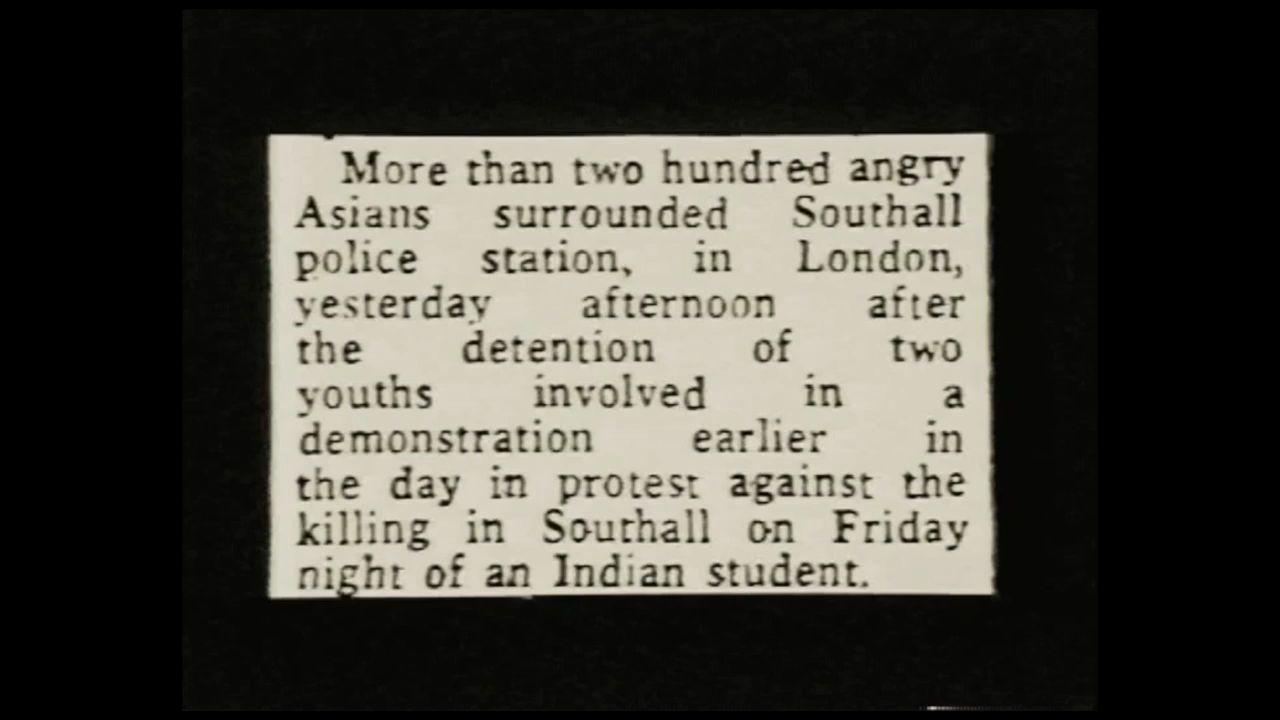 More than two hundred angry
Asians surrounded Southall
police station, in London,
yesterday afternoon after
the detention of two
youths involved in a
demonstration earlier in
the day in protest against the
killing in Southall on Friday
night of an Indian student.